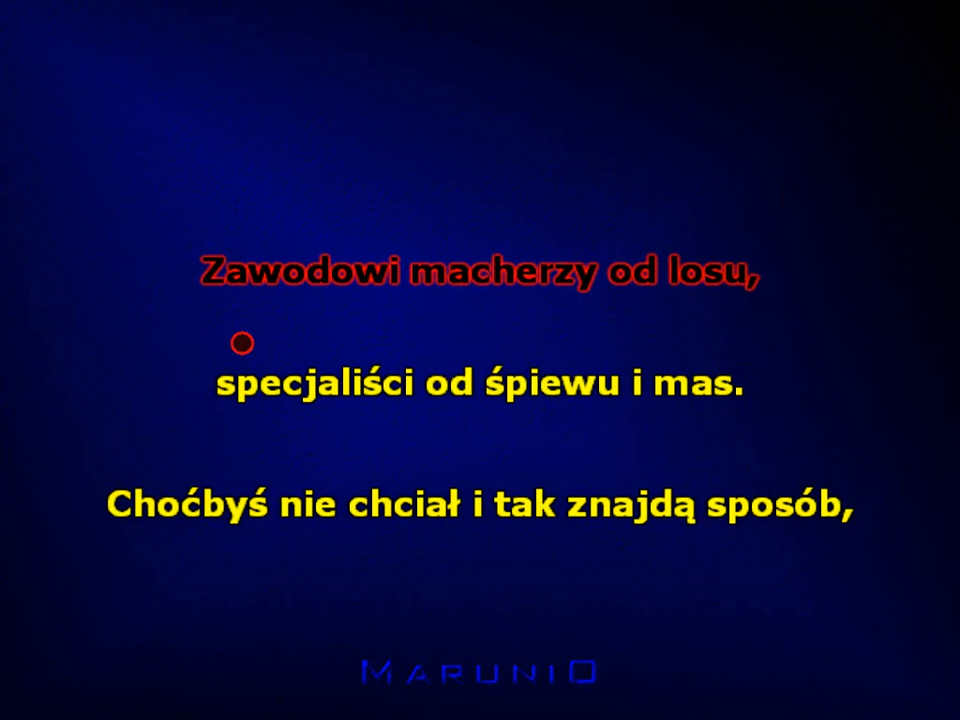 Zawodowi macherzy od losu,
specjaliści od śpiewu i mas.
Choćbyś nie chciał i tak znajdą sposób,
MARUNIO